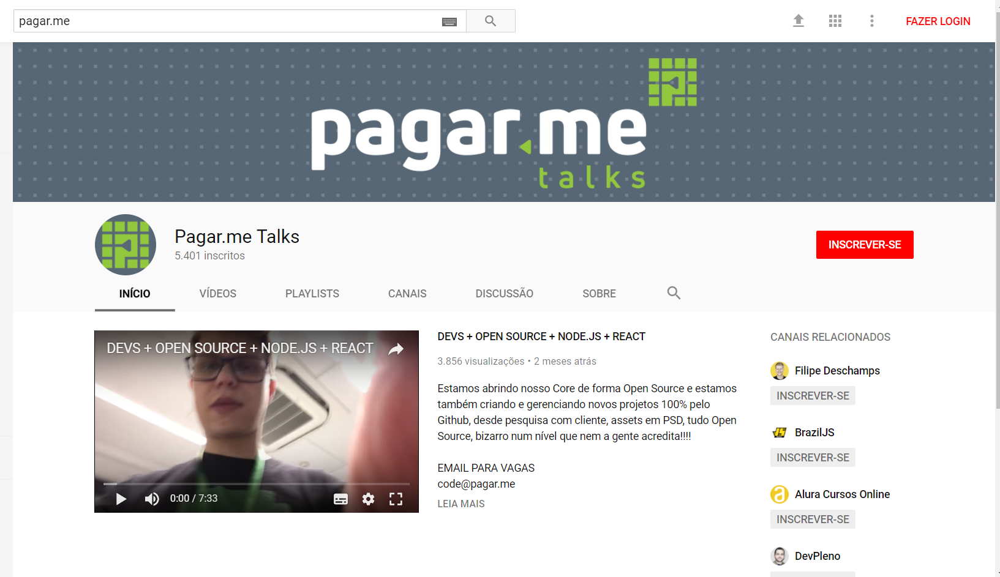 pagar.me
FAZER LOGIN
pagar.me
talks
Pagar.me Talks
5.401 inscritos
INSCREVER-SE
INÍCIO
VÍDEOS
PLAYLISTS
CANAIS
DISCUSSÃO
SOBRE
DEVS + OPEN SOURCE + NODE.JS + REACT
0:00 / 7:33
DEVS + OPEN SOURCE + NODE.JS + REACT
3.856 visualizações • 2 meses atrás
Estamos abrindo nosso Core de forma Open Source e estamos
também criando e gerenciando novos projetos 100% pelo
Github, desde pesquisa com cliente, assets em PSD, tudo Open
Source, bizarro num nível que nem a gente acredita!!!!
EMAIL PARA VAGAS
code@pagar.me
LEIA MAIS
CANAIS RELACIONADOS
Filipe Deschamps
INSCREVER-SE
BrazilJS
INSCREVER-SE
Alura Cursos Online
INSCREVER-SE
DevPleno